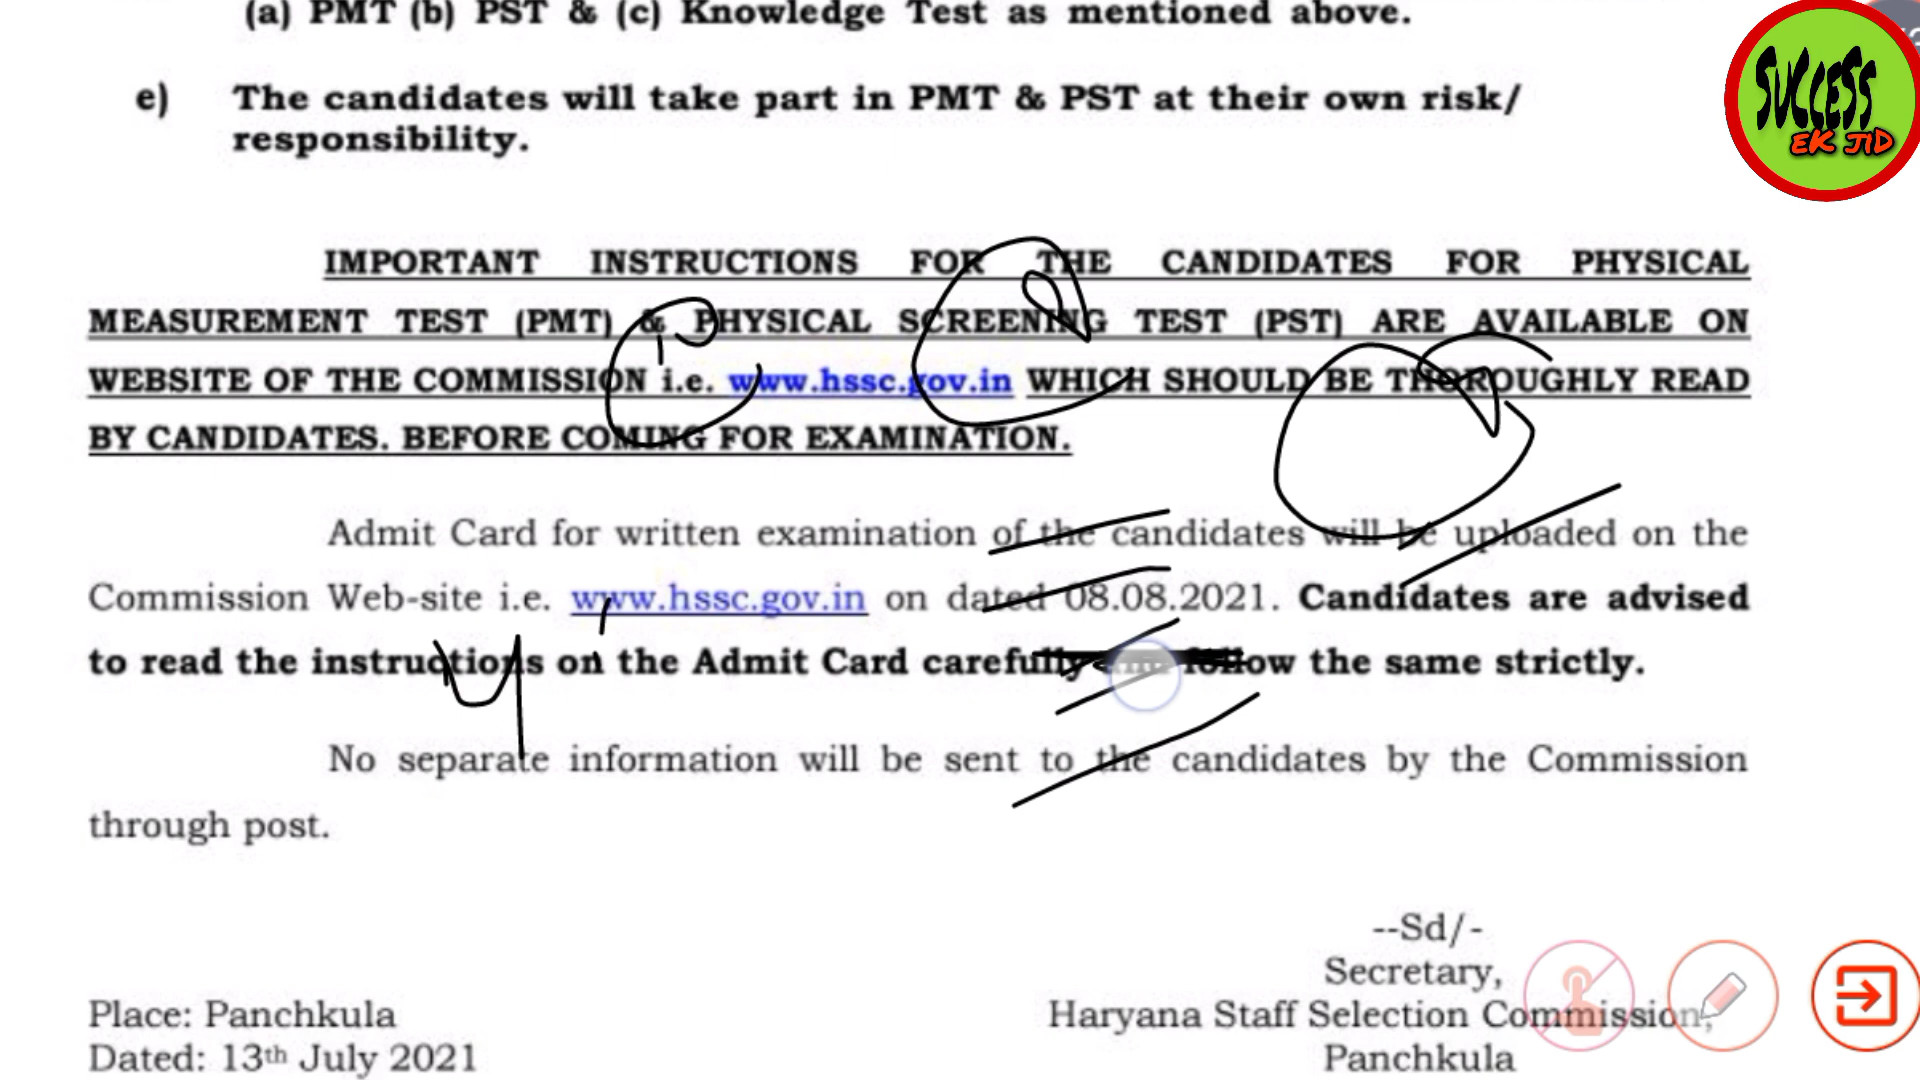 (a) PMT (b) PST & (c) Knowledge Test as mentioned above.
e) The candidates will take part in PMT & PST at their own risk/
responsibility.
IMPORTANT INSTRUCTIONS FOR THE CANDIDATES FOR PHYSICAL
MEASUREMENT TEST (PMT) & PHYSICAL SCREENING TEST (PST) ARE AVAILABLE ON
WEBSITE OF THE COMMISSION i.e. www.hssc.gov.in WHICH SHOULD BE THOROUGHLY READ
BY CANDIDATES. BEFORE COMING FOR EXAMINATION.
Admit Card for written examination of the candidates will be uploaded on the
Commission Web-site i.e. www.hssc.gov.in on dated 08.08.2021. Candidates are advised
to read the instructions on the Admit Card carefully follow the same strictly.
No separate information will be sent to the candidates by the Commission
through post.
--Sd/-
Secretary,
Place: Panchkula Haryana Staff Selection Commission,
Dated: 13th July 2021 Panchkula
SUCCESS
EK JID